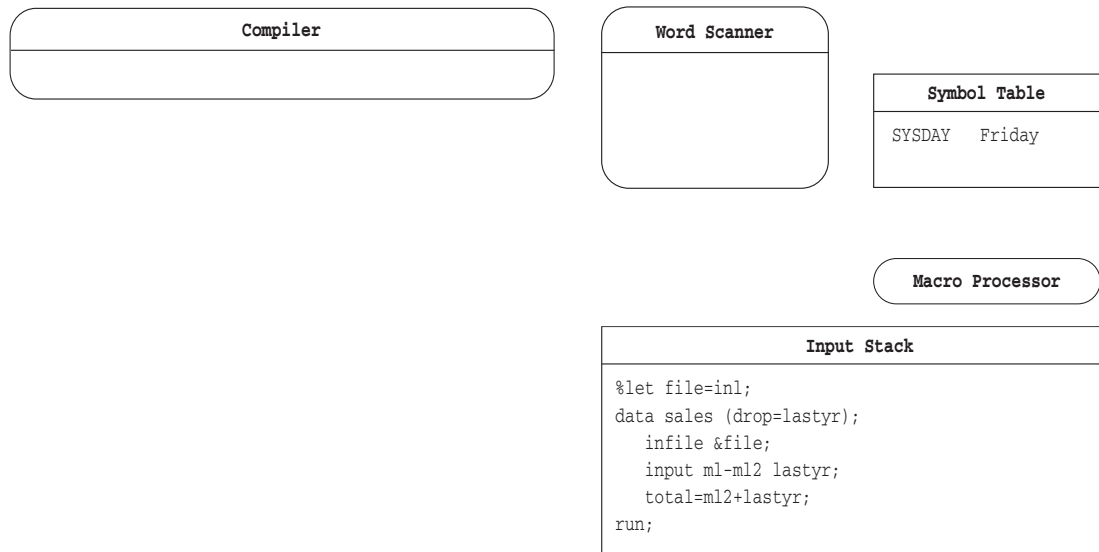 Compiler
Word Scanner
Symbol Table
SYSDAY Friday
Macro Processor
Input Stack
%let file=inl;
data sales (drop=lastyr);
infile &file;
input ml-ml2 lastyr;
total=ml2+lastyr;
run;